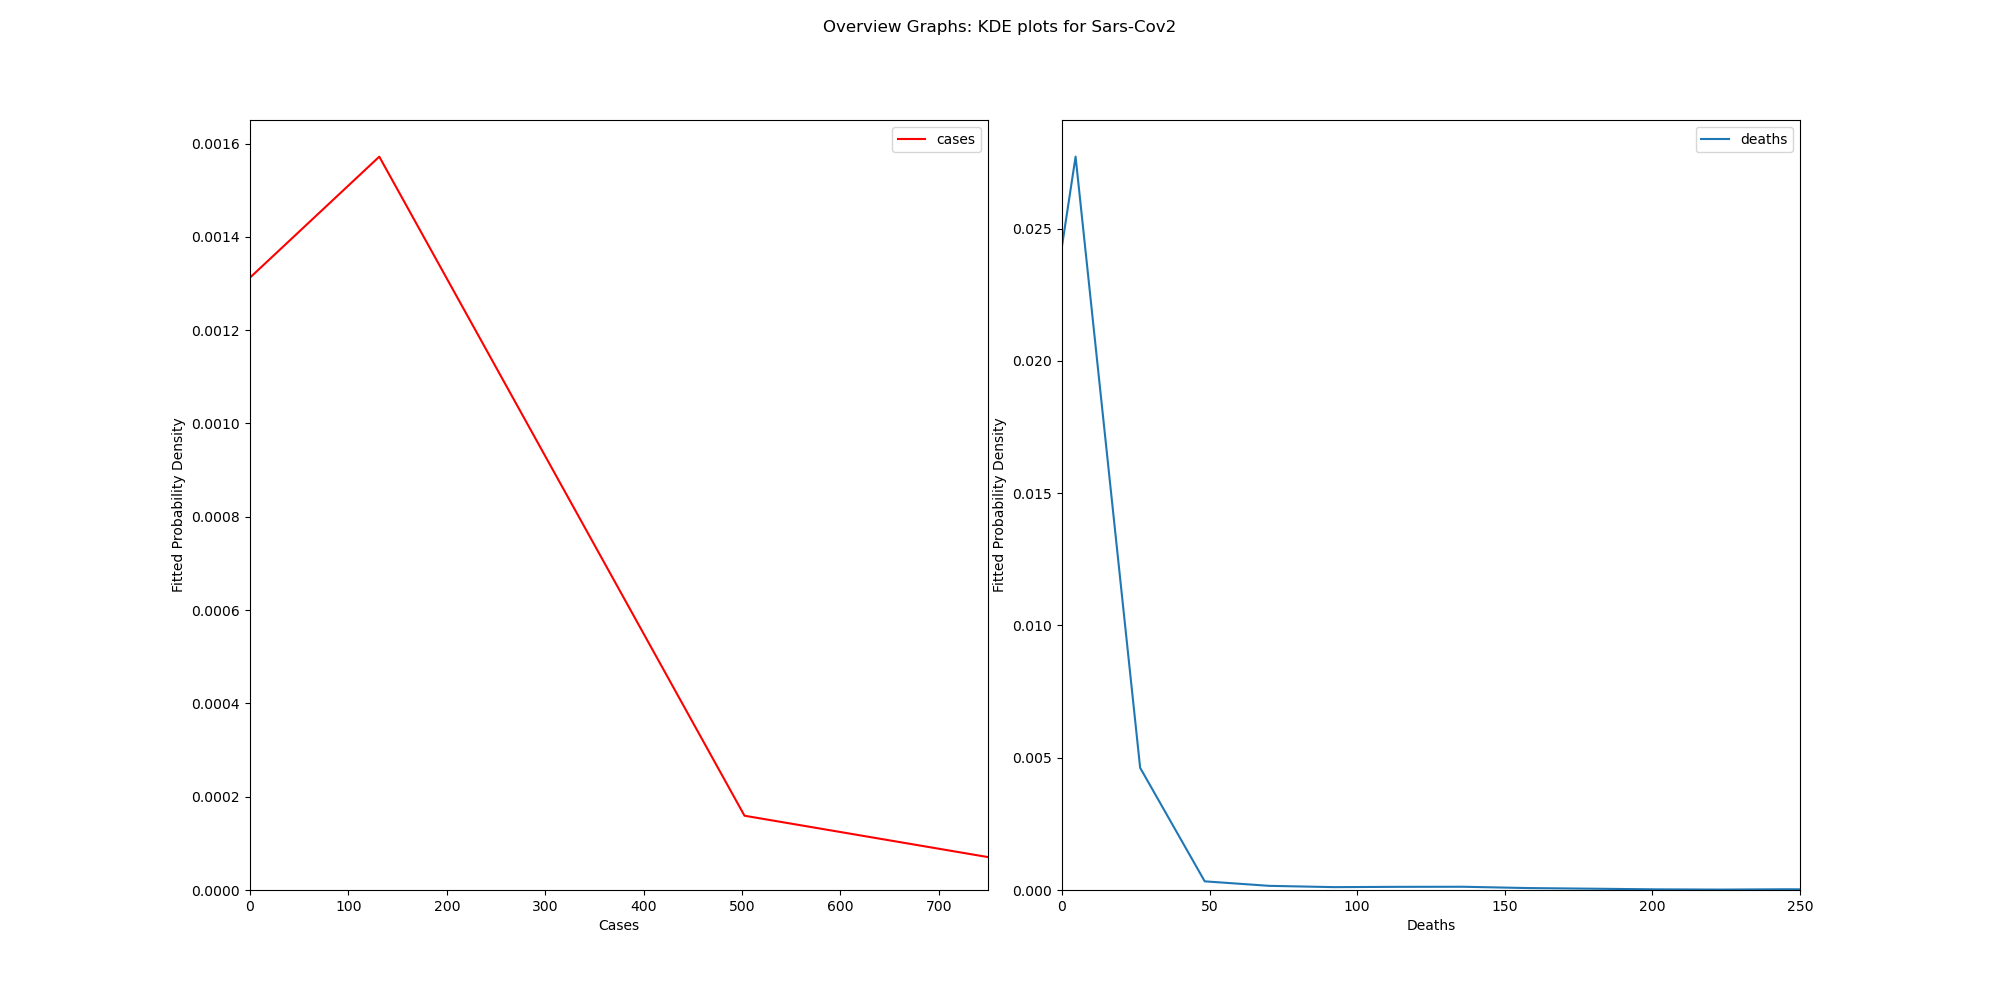 Overview Graphs: KDE plots for Sars-Cov2
cases
0.0016
0.0014
0.0012
0.0010
0.0008
0.0006
0.0004
0.0002
0.0000
Fitted Probability Density
0 100 200 300 400 500 600 700
Cases
deaths
0.025
0.020
0.015
0.010
0.005
0.000
Fitted Probability Density
0 50 100 150 200 250
Deaths